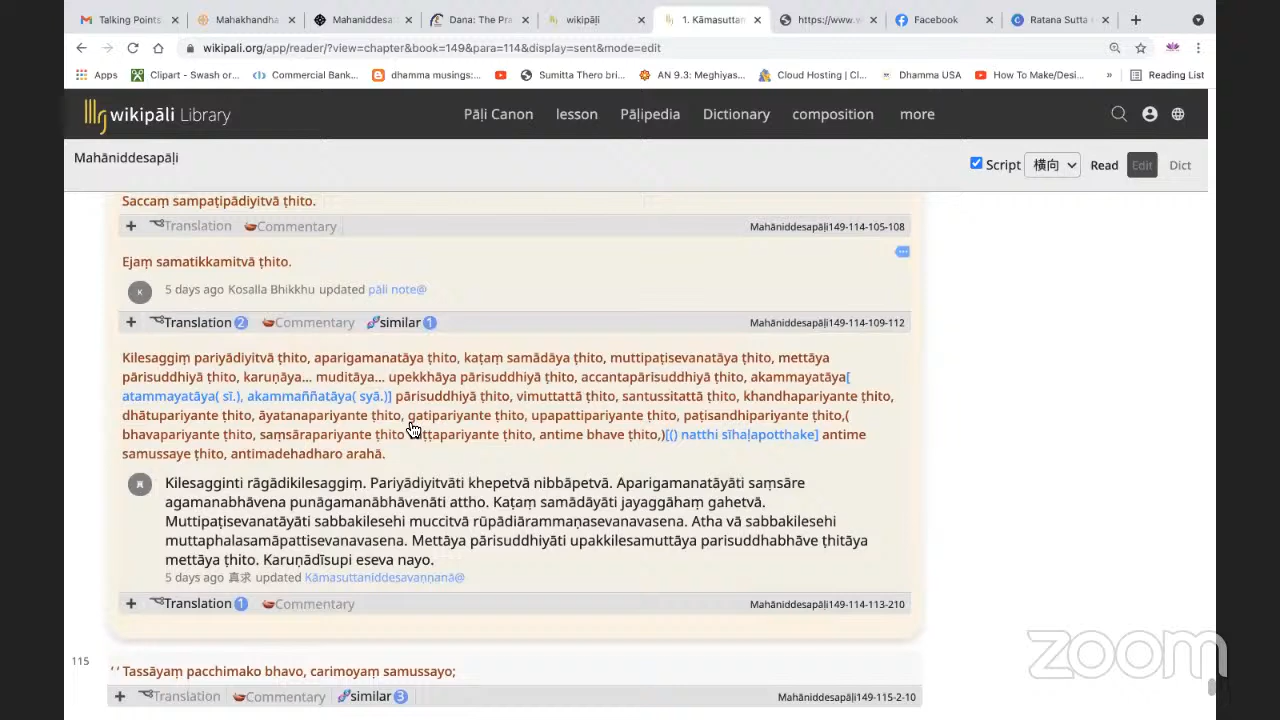 Talking Points
Mahakhandha
Mahaniddesa
Dana: The Pra
wikipāḷi
1. Kāmasuttan
https://www.w
Facebook
Ratana Sutta
wikipali.org/app/reader/?view=chapter&book=149&para=114&display=sent&mode=edit
Apps
Clipart - Swash or...
Commercial Bank...
dhamma musings:...
Sumitta Thero bri...
AN 9.3: Meghiyas...
Cloud Hosting | Cl...
Dhamma USA
How To Make/Desi...
»
Reading List
wikipāli Library
Pāḷi Canon
lesson
Pāḷipedia
Dictionary
composition
more
Mahāniddesapāḷi
Script
横向
Read
Edit
Dict
Saccaṃ sampaṭipādiyitvā ṭhito.
+ Translation Commentary Mahāniddesapāḷi149-114-105-108
Ejaṃ samatikkamitvā ṭhito.
K 5 days ago Kosalla Bhikkhu updated pāli note@
+ Translation 2 Commentary similar 1 Mahāniddesapāḷi149-114-109-112
Kilesaggiṃ pariyādiyitvā ṭhito, aparigamanatāya ṭhito, kaṭaṃ samādāya ṭhito, muttipaṭisevanatāya ṭhito, mettāya
pārisuddhiyā ṭhito, karuṇāya... muditāya... upekkhāya pārisuddhiyā ṭhito, accantapārisuddhiyā ṭhito, akammayatāya[
atammayatāya( sī.), akammaññatāya( syā.)] pārisuddhiyā ṭhito, vimuttattā ṭhito, santussitattā ṭhito, khandhapariyante ṭhito,
dhātupariyante ṭhito, āyatanapariyante ṭhito, gatipariyante ṭhito, upapattipariyante ṭhito, paṭisandhipariyante ṭhito,(
bhavapariyante ṭhito, saṃsārapariyante ṭhito vaṭṭapariyante ṭhito, antime bhave ṭhito,)[() natthi sīhaḷapotthake] antime
samussaye ṭhito, antimadehadharo arahā.
Kilesagginti rāgādikilesaggiṃ. Pariyādiyitvāti khepetvā nibbāpetvā. Aparigamanatāyāti saṃsāre
agamanabhāvena punāgamanābhāvenāti attho. Kaṭaṃ samādāyāti jayaggāhaṃ gahetvā.
Muttipaṭisevanatāyāti sabbakilesehi muccitvā rūpādiārammaṇasevanavasena. Atha vā sabbakilesehi
muttaphalasamāpattisevanavasena. Mettāya pārisuddhiyāti upakkilesamuttāya parisuddhabhāve ṭhitāya
mettāya ṭhito. Karuṇādīsupi eseva nayo.
5 days ago 真求 updated Kāmasuttaniddesavaṇṇanā@
+ Translation 1 Commentary Mahāniddesapāḷi149-114-113-210
115
‘ ‘ Tassāyaṃ pacchimako bhavo, carimoyaṃ samussayo;
+ Translation Commentary similar 3 Mahāniddesapāḷi149-115-2-10
zoom